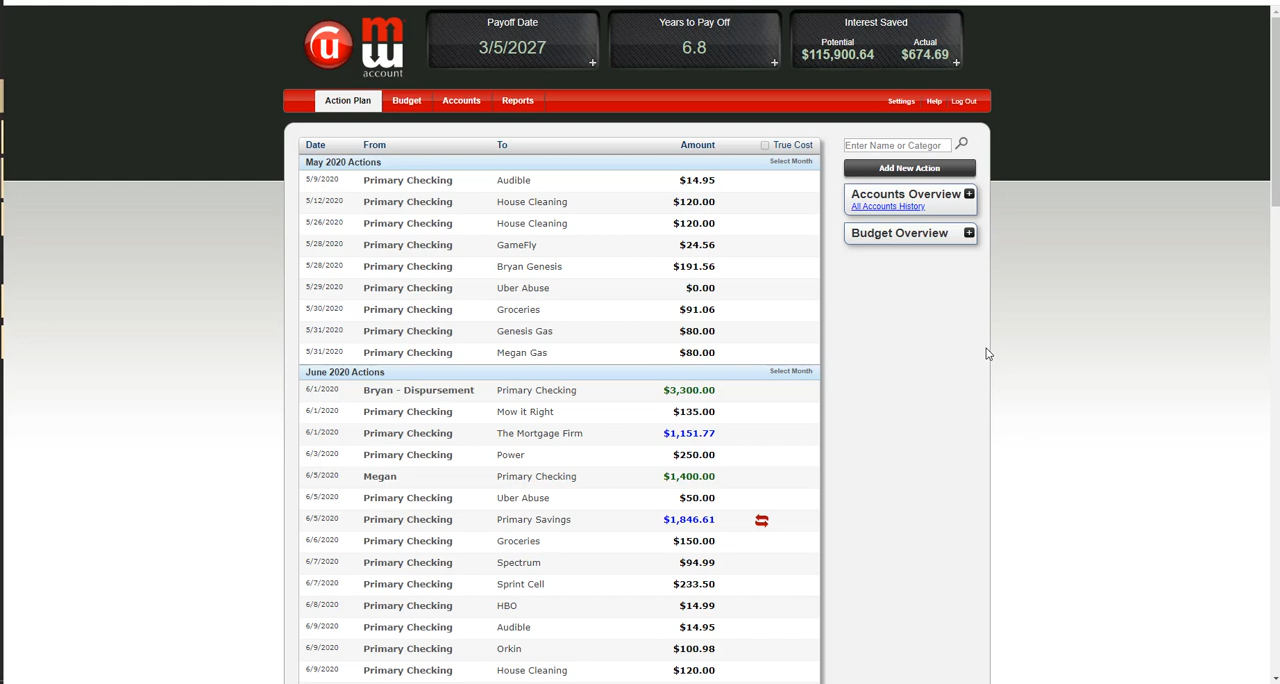 u mw account
Payoff Date
3/5/2027
+
Years to Pay Off
6.8
+
Interest Saved
Potential Actual
$115,900.64 $674.69
+
Action Plan Budget Accounts Reports Settings Help Log Out
Date From To Amount True Cost
May 2020 Actions Select Month
5/9/2020 Primary Checking Audible $14.95
5/12/2020 Primary Checking House Cleaning $120.00
5/26/2020 Primary Checking House Cleaning $120.00
5/28/2020 Primary Checking GameFly $24.56
5/28/2020 Primary Checking Bryan Genesis $191.56
5/29/2020 Primary Checking Uber Abuse $0.00
5/30/2020 Primary Checking Groceries $91.06
5/31/2020 Primary Checking Genesis Gas $80.00
5/31/2020 Primary Checking Megan Gas $80.00
June 2020 Actions Select Month
6/1/2020 Bryan - Dispursement Primary Checking $3,300.00
6/1/2020 Primary Checking Mow it Right $135.00
6/1/2020 Primary Checking The Mortgage Firm $1,151.77
6/3/2020 Primary Checking Power $250.00
6/5/2020 Megan Primary Checking $1,400.00
6/5/2020 Primary Checking Uber Abuse $50.00
6/5/2020 Primary Checking Primary Savings $1,846.61
6/6/2020 Primary Checking Groceries $150.00
6/7/2020 Primary Checking Spectrum $94.99
6/7/2020 Primary Checking Sprint Cell $233.50
6/8/2020 Primary Checking HBO $14.99
6/9/2020 Primary Checking Audible $14.95
6/9/2020 Primary Checking Orkin $100.98
6/9/2020 Primary Checking House Cleaning $120.00
Enter Name or Categor
Add New Action
Accounts Overview +
All Accounts History
Budget Overview +